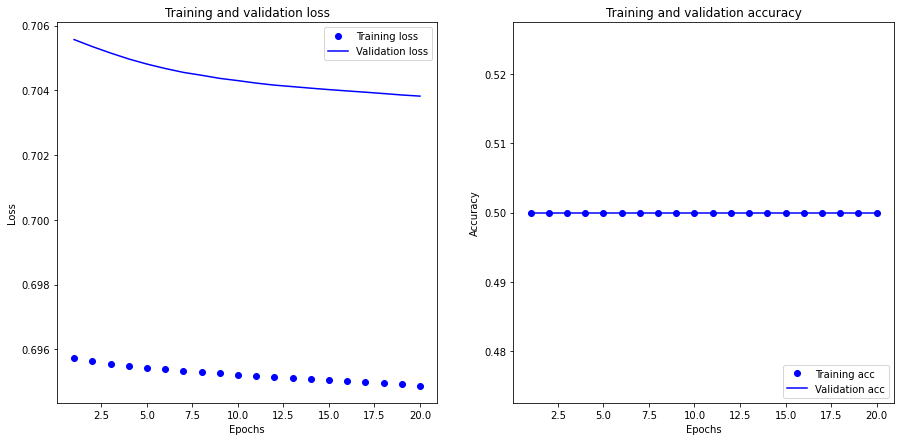 Training and validation loss
0.706
0.704
0.702
0.700
0.698
0.696
Loss
Training loss
Validation loss
2.5 5.0 7.5 10.0 12.5 15.0 17.5 20.0
Epochs
Training and validation accuracy
0.52
0.51
0.50
0.49
0.48
Accuracy
Training acc
Validation acc
2.5 5.0 7.5 10.0 12.5 15.0 17.5 20.0
Epochs